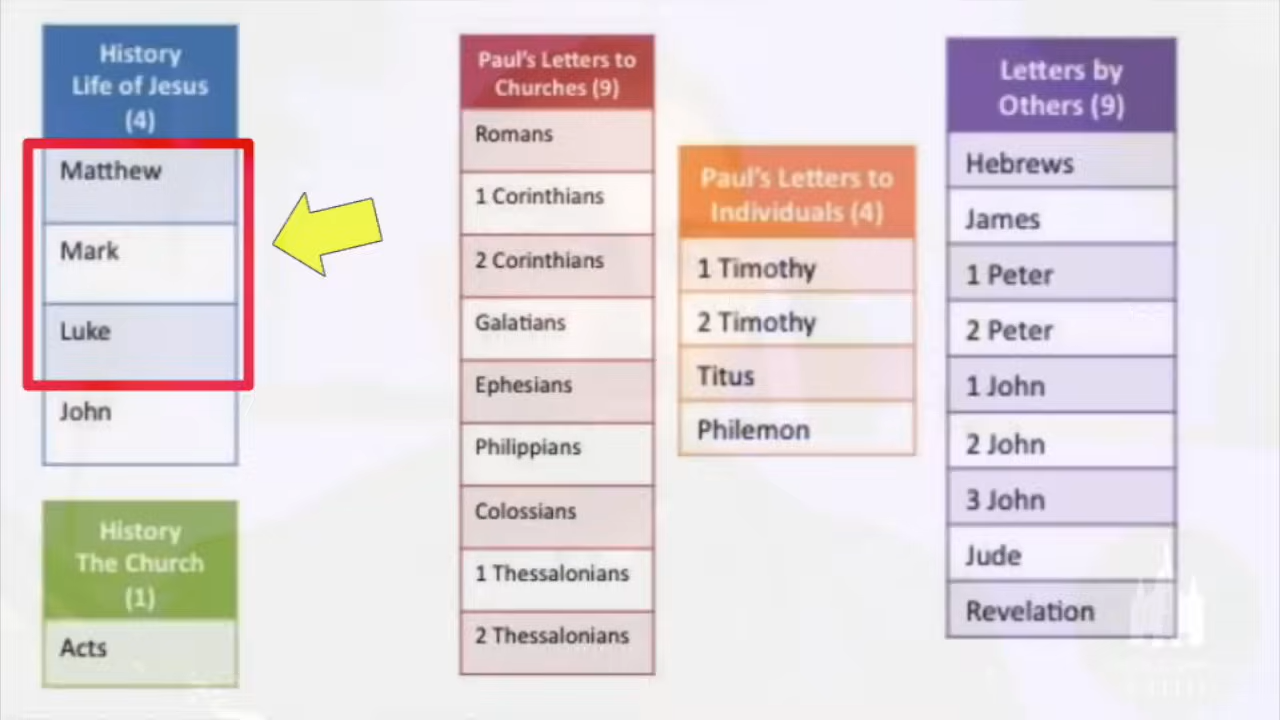 History
Life of Jesus
(4)
Matthew
Mark
Luke
John
History
The Church
(1)
Acts
Paul's Letters to
Churches (9)
Romans
1 Corinthians
2 Corinthians
Galatians
Ephesians
Philippians
Colossians
1 Thessalonians
2 Thessalonians
Paul's Letters to
Individuals (4)
1 Timothy
2 Timothy
Titus
Philemon
Letters by
Others (9)
Hebrews
James
1 Peter
2 Peter
1 John
2 John
3 John
Jude
Revelation